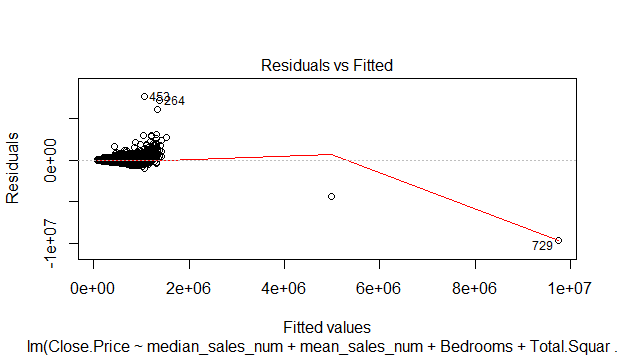 Residuals vs Fitted
453
264
Residuals
0e+00
-1e+07
729
0e+00
2e+06
4e+06
6e+06
8e+06
1e+07
Fitted values
lm(Close.Price ~ median_sales_num + mean_sales_num + Bedrooms + Total.Squar .